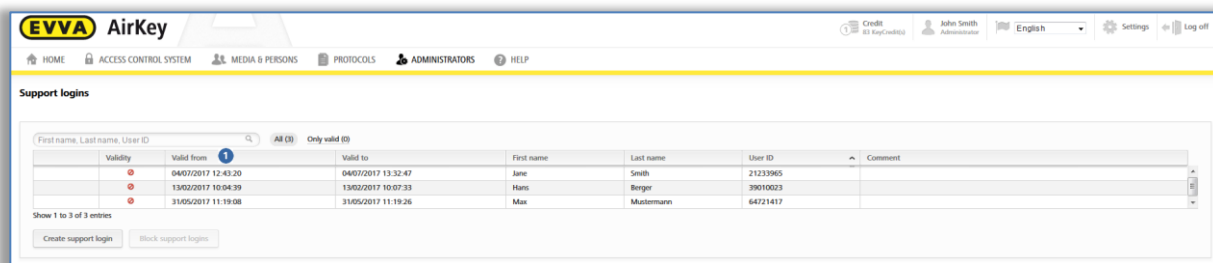 EVVA AirKey
Credit
83 KeyCredit(s)
John Smith
Administrator
English
Settings
Log off
HOME ACCESS CONTROL SYSTEM MEDIA & PERSONS PROTOCOLS ADMINISTRATORS HELP
Support logins
First name, Last name, User ID All (3) Only valid (0)
Validity Valid from 1 Valid to First name Last name User ID Comment
04/07/2017 12:43:20 04/07/2017 13:32:47 Jane Smith 21233965
13/02/2017 10:04:39 13/02/2017 10:07:33 Hans Berger 39010023
31/05/2017 11:19:08 31/05/2017 11:19:26 Max Mustermann 64721417
Show 1 to 3 of 3 entries
Create support login Block support logins